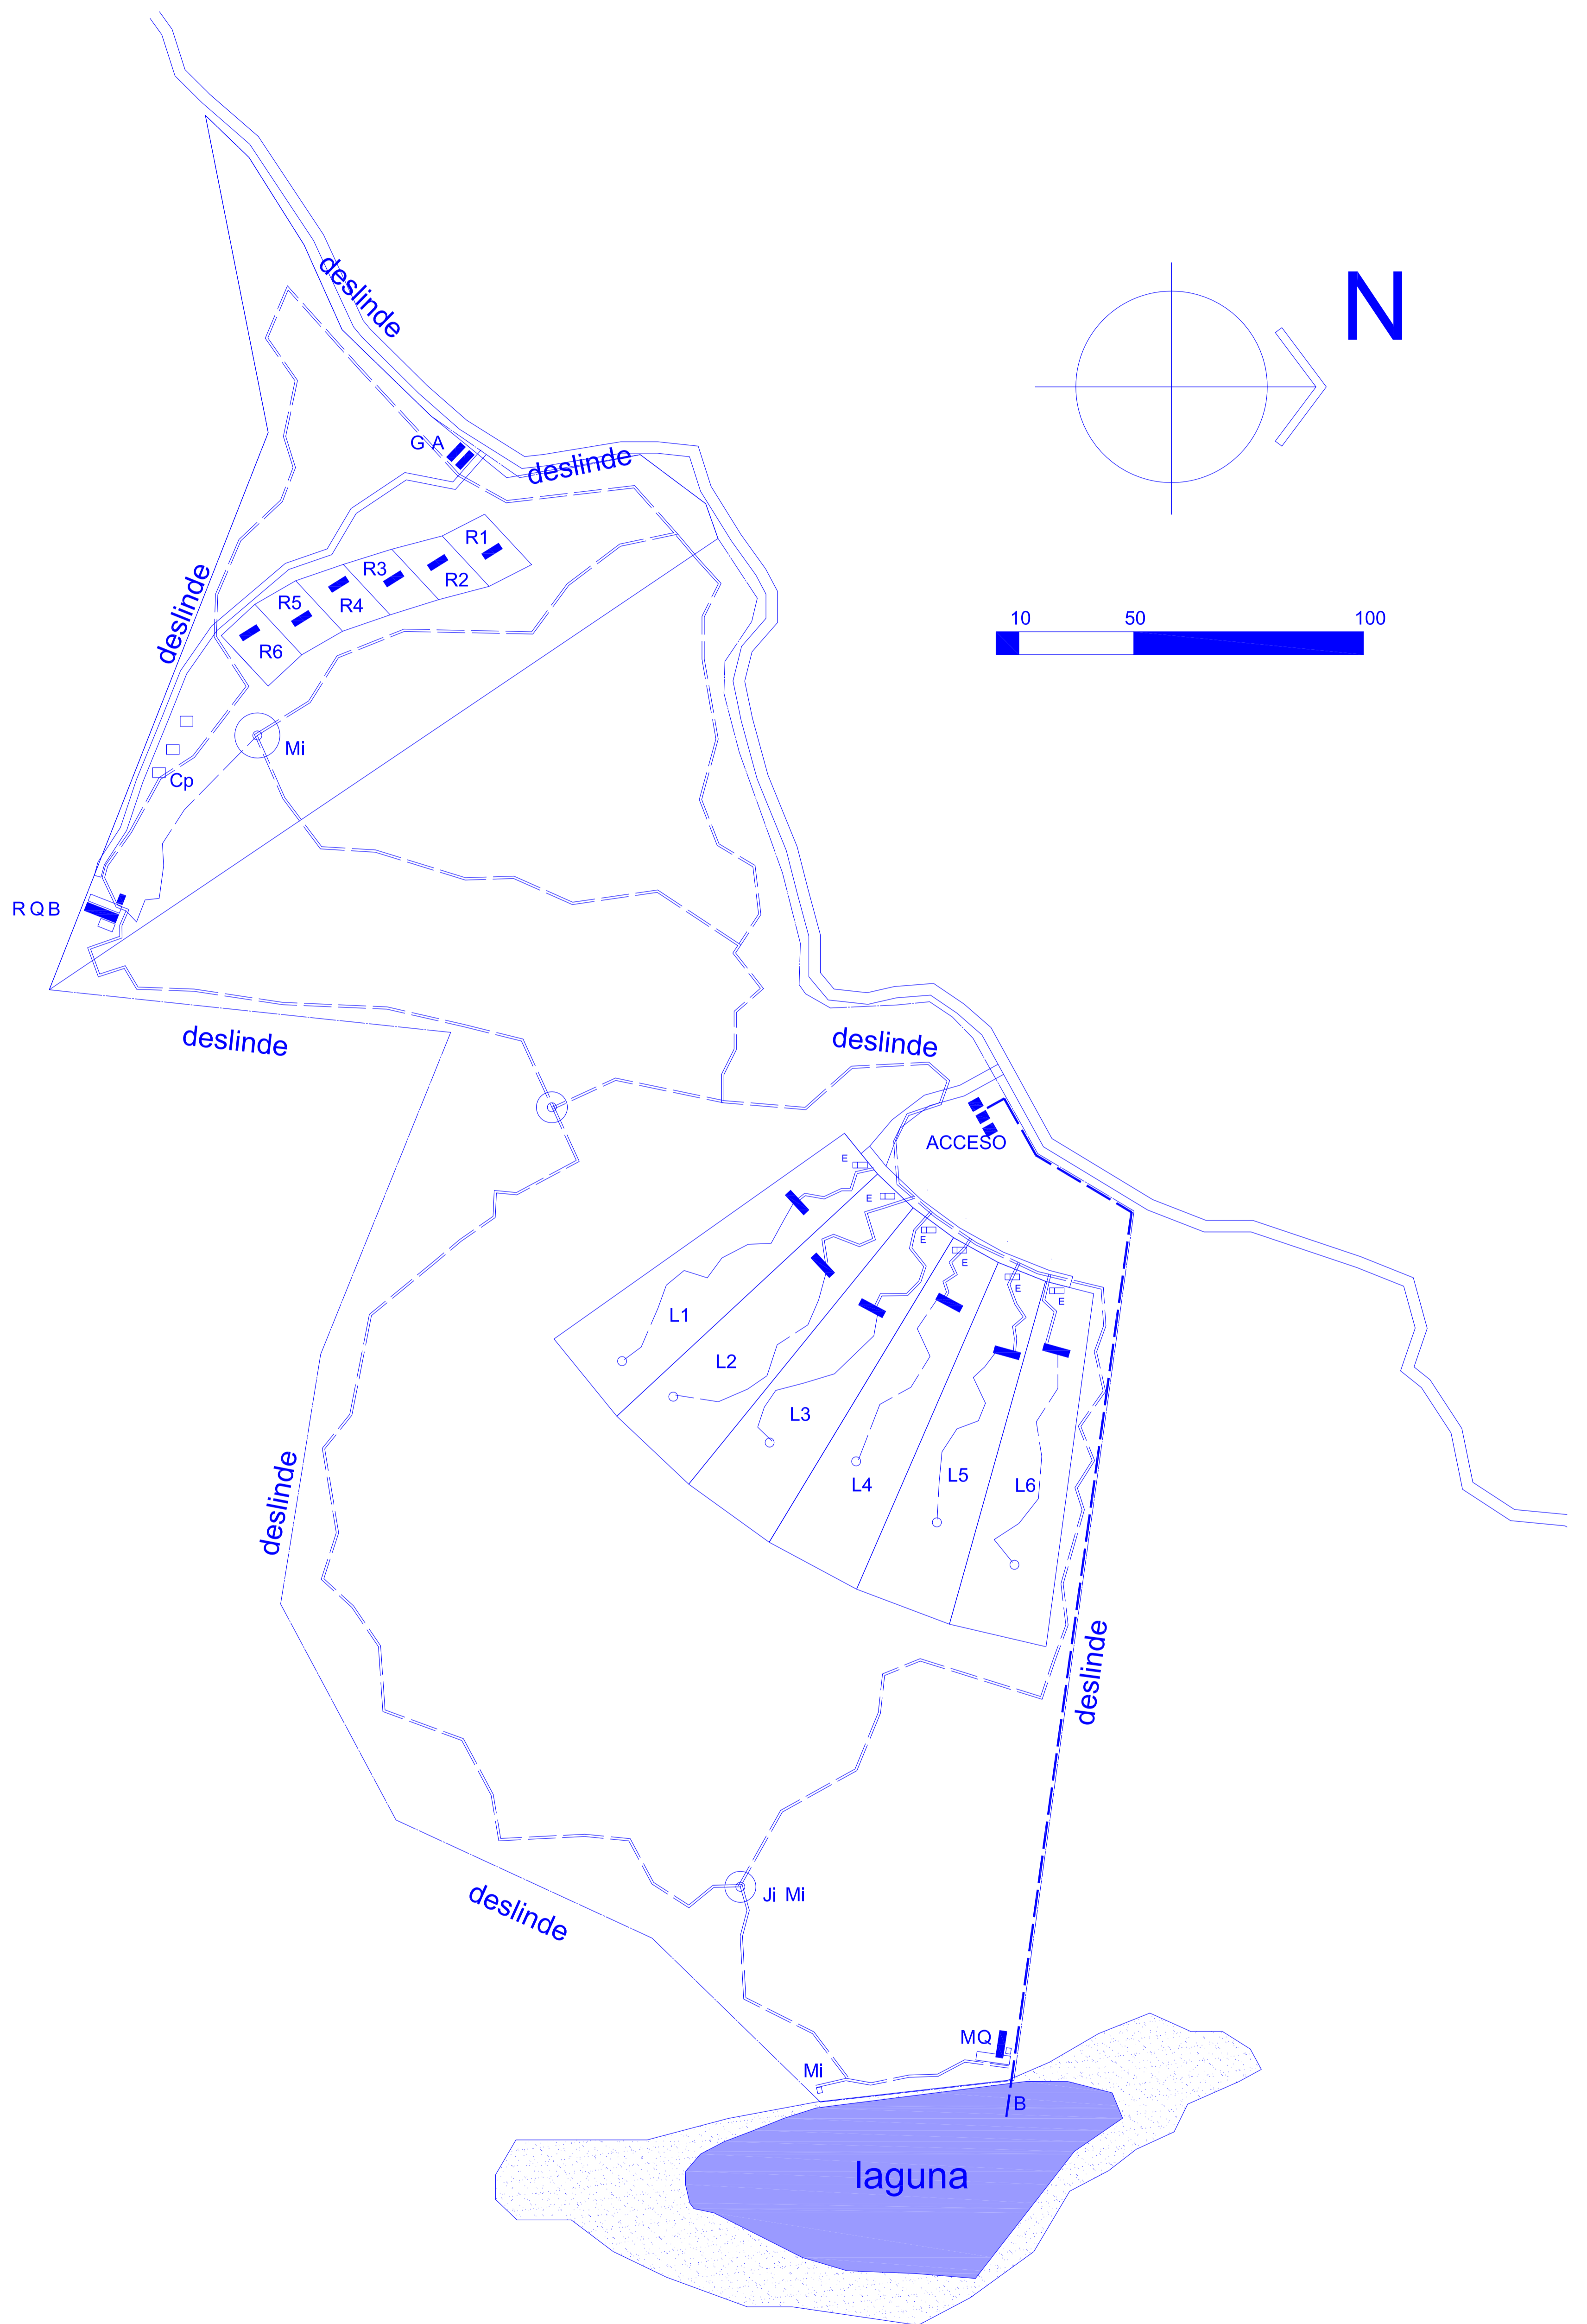 N
deslinde
G A
deslinde
R1
R2
R3
R4
R5
R6
10 50 100
deslinde
Mi
Cp
R Q B
deslinde
deslinde
ACCESO
E
E
E
E
E
E
L1
L2
L3
L4
L5
L6
deslinde
deslinde
deslinde
Ji Mi
MQ
Mi
B
laguna